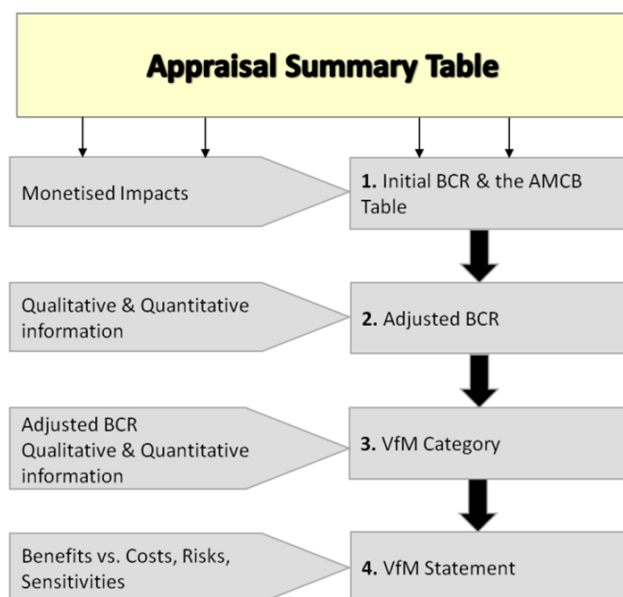 Appraisal Summary Table
Monetised Impacts
1. Initial BCR & the AMCB
Table
Qualitative & Quantitative
information
2. Adjusted BCR
Adjusted BCR
Qualitative & Quantitative
information
3. VfM Category
Benefits vs. Costs, Risks,
Sensitivities
4. VfM Statement